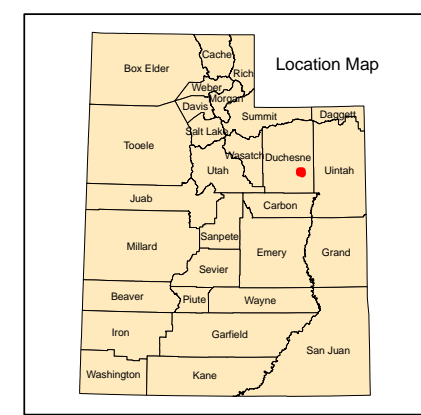 Location Map
Cache
Box Elder
Rich
Weber
Morgan
Davis
Summit
Daggett
Salt Lake
Tooele
Wasatch
Duchesne
Utah
Uintah
Juab
Carbon
Sanpete
Millard
Emery
Grand
Sevier
Beaver
Piute
Wayne
Iron
Garfield
San Juan
Washington
Kane